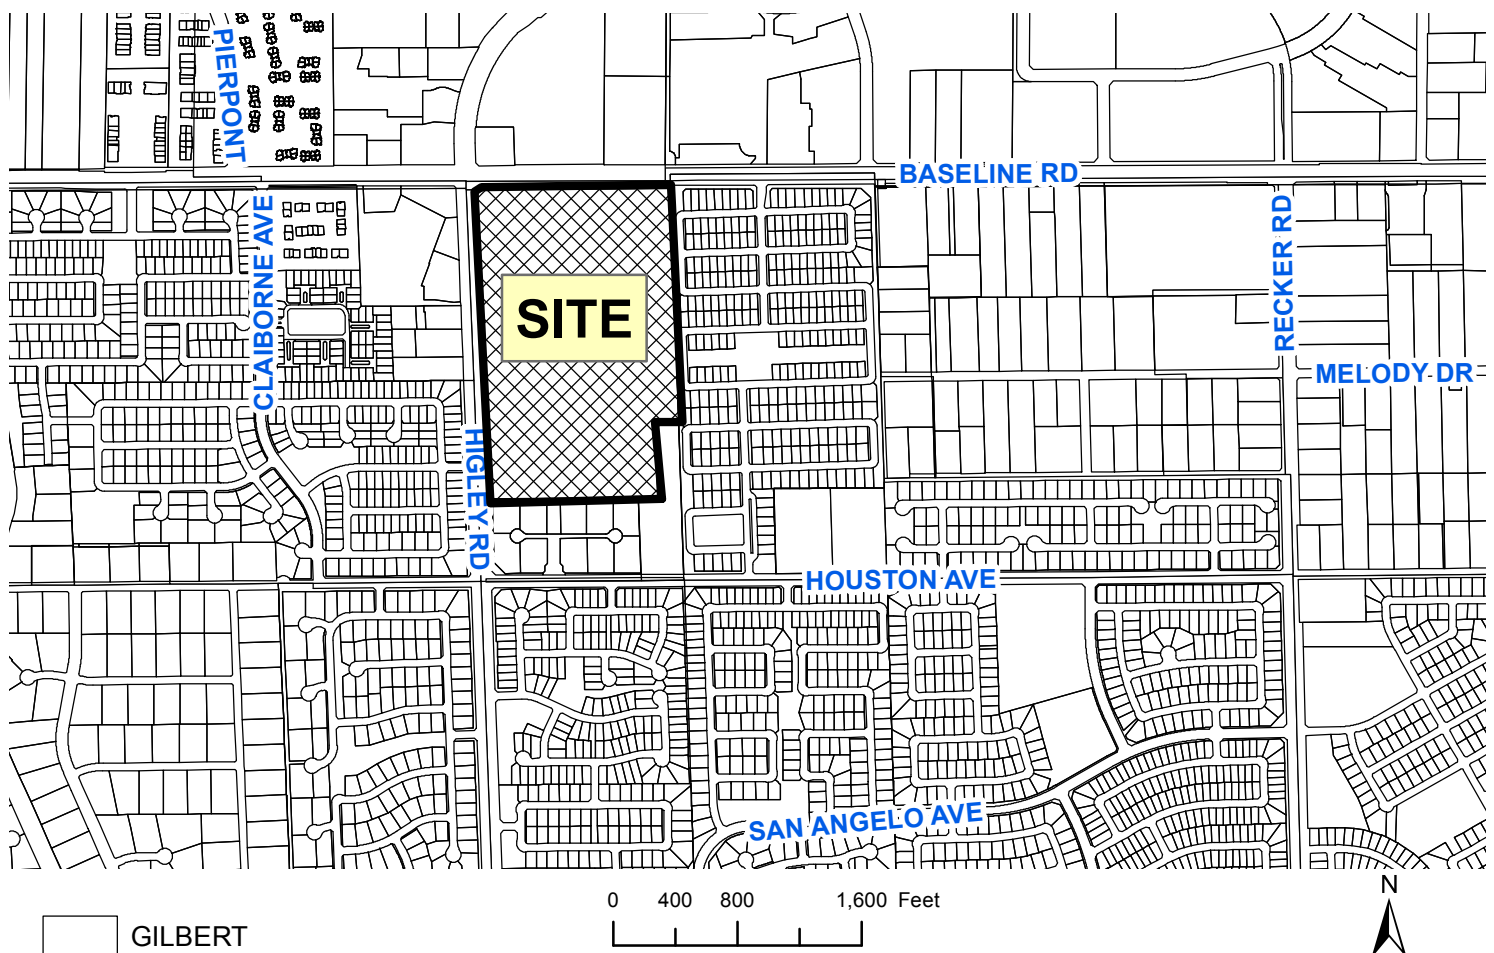 PIERPONT
BASELINE RD
CLAIBORNE AVE
RECKER RD
SITE
MELODY DR
HIGLEY RD
HOUSTON AVE
SAN ANGELO AVE
0 400 800 1,600 Feet
N
GILBERT